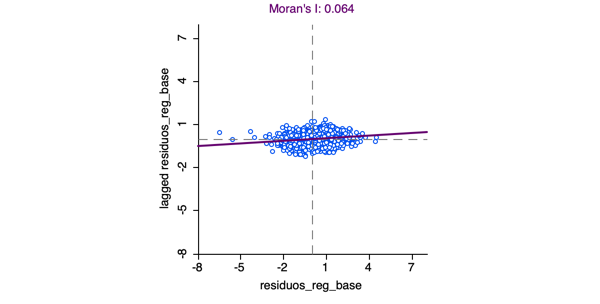 Moran's I: 0.064
lagged residuos_reg_base
7
4
1
-2
-5
-8
-8 -5 -2 1 4 7
residuos_reg_base